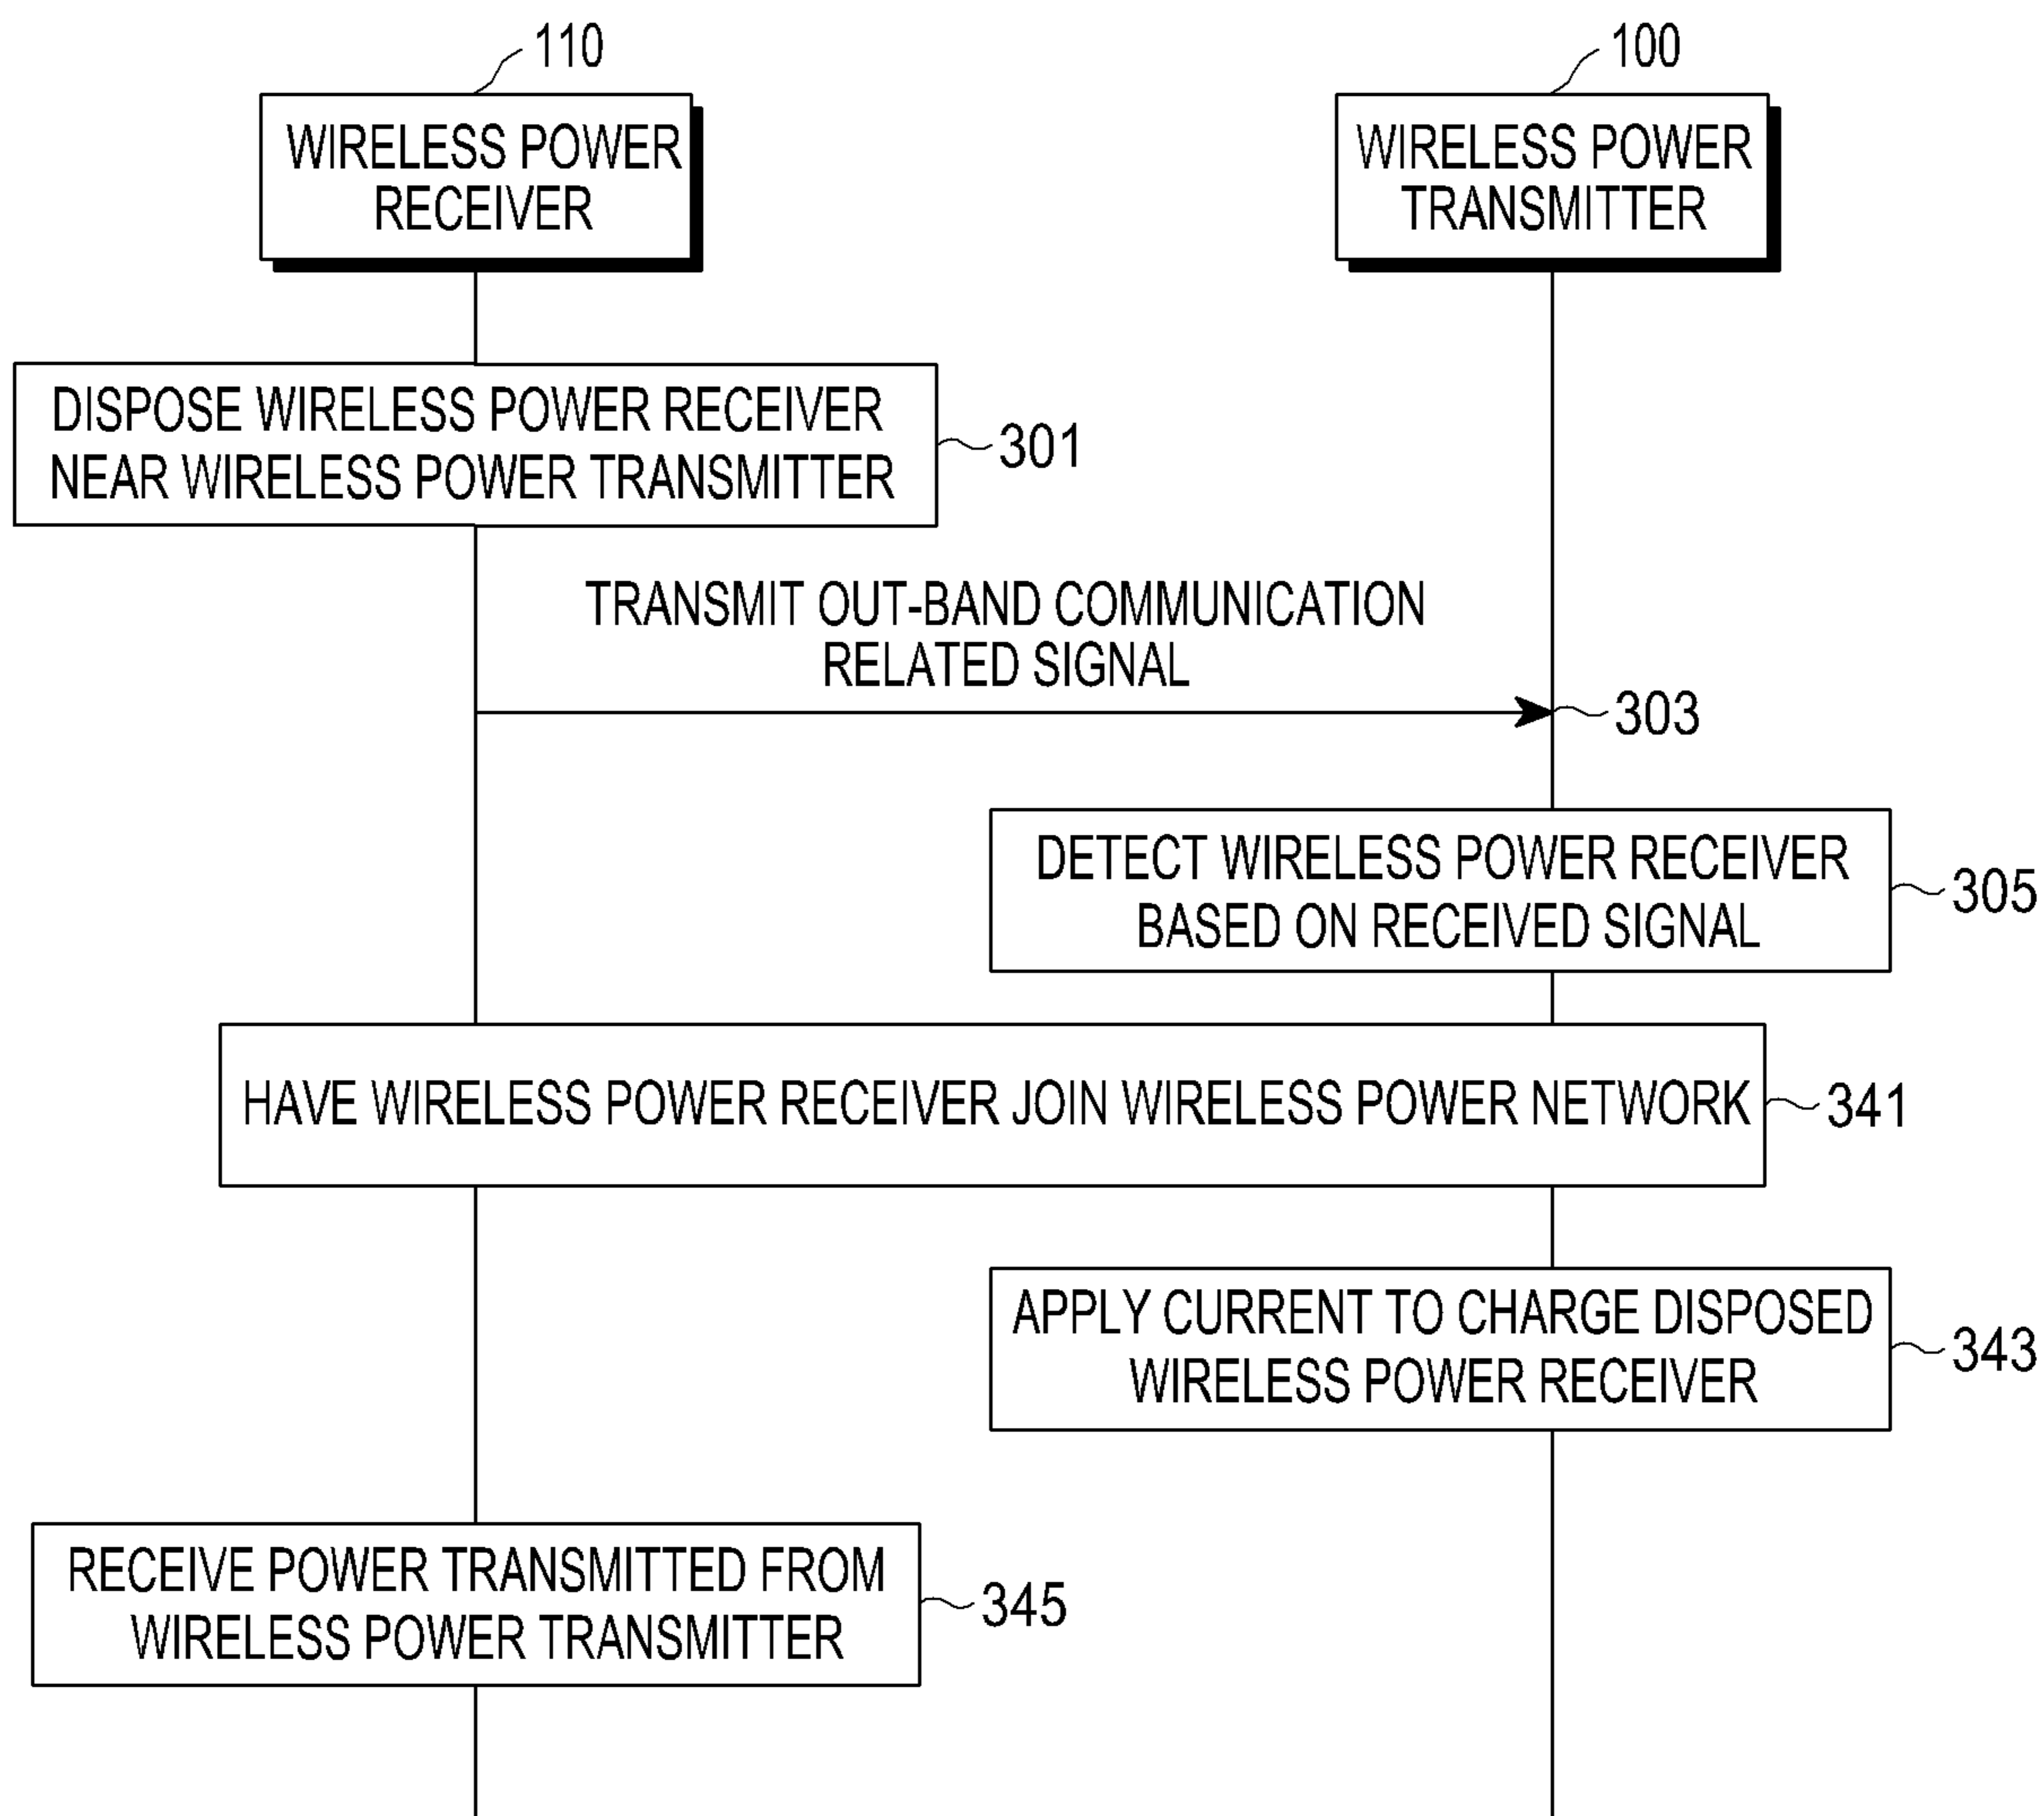 110
WIRELESS POWER
RECEIVER
100
WIRELESS POWER
TRANSMITTER
DISPOSE WIRELESS POWER RECEIVER
NEAR WIRELESS POWER TRANSMITTER
301
TRANSMIT OUT-BAND COMMUNICATION
RELATED SIGNAL
303
DETECT WIRELESS POWER RECEIVER
BASED ON RECEIVED SIGNAL
305
HAVE WIRELESS POWER RECEIVER JOIN WIRELESS POWER NETWORK
341
APPLY CURRENT TO CHARGE DISPOSED
WIRELESS POWER RECEIVER
343
RECEIVE POWER TRANSMITTED FROM
WIRELESS POWER TRANSMITTER
345